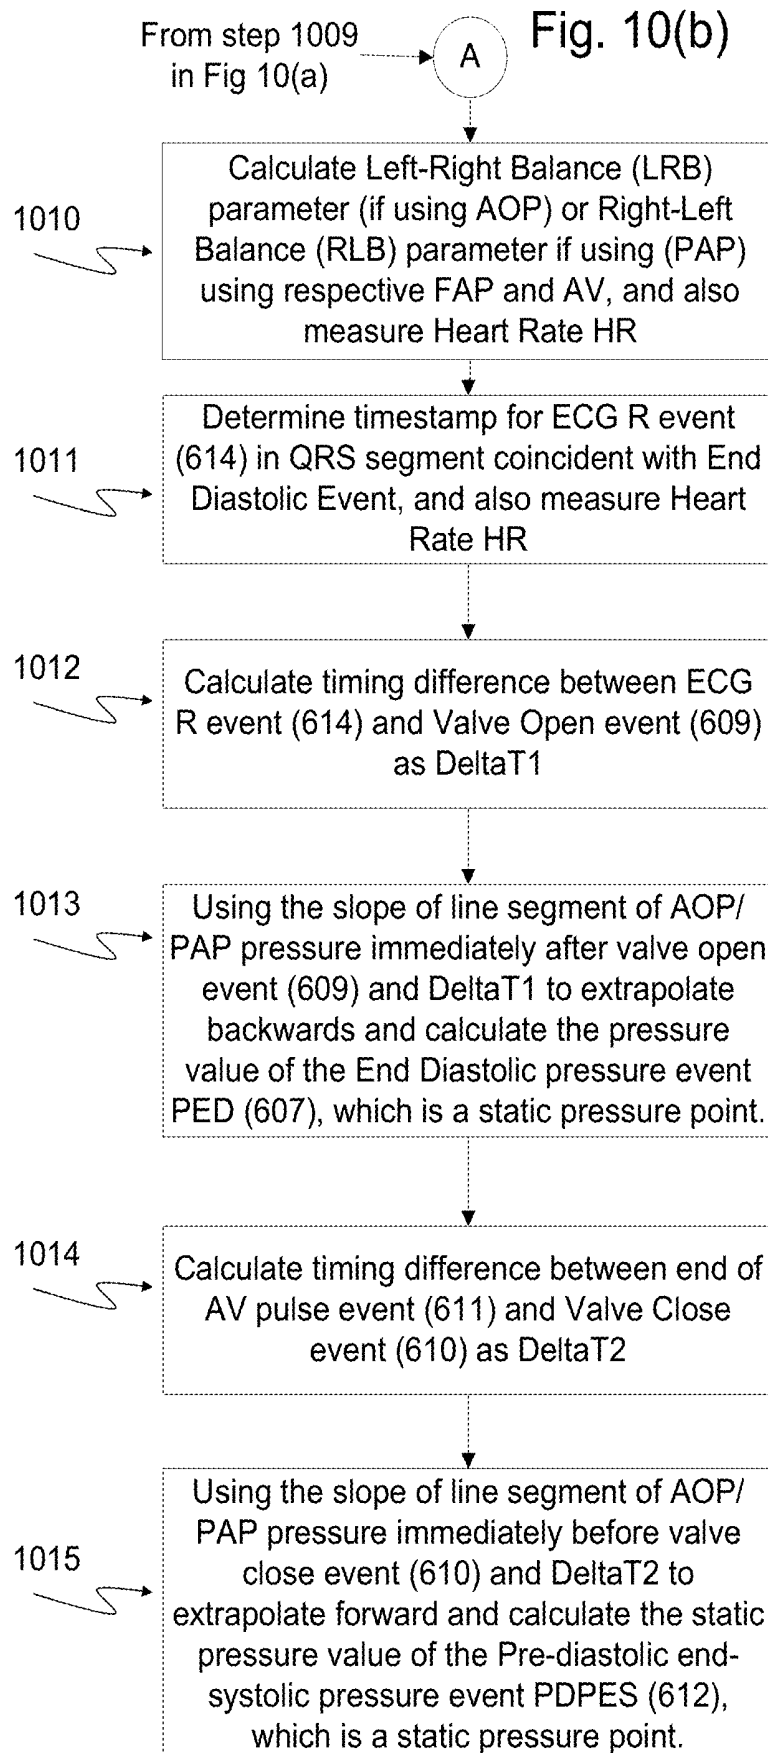 From step 1009
in Fig 10(a)
A
Fig. 10(b)
1010
Calculate Left-Right Balance (LRB)
parameter (if using AOP) or Right-Left
Balance (RLB) parameter if using (PAP)
using respective FAP and AV, and also
measure Heart Rate HR
1011
Determine timestamp for ECG R event
(614) in QRS segment coincident with End
Diastolic Event, and also measure Heart
Rate HR
1012
Calculate timing difference between ECG
R event (614) and Valve Open event (609)
as DeltaT1
1013
Using the slope of line segment of AOP/
PAP pressure immediately after valve open
event (609) and DeltaT1 to extrapolate
backwards and calculate the pressure
value of the End Diastolic pressure event
PED (607), which is a static pressure point.
1014
Calculate timing difference between end of
AV pulse event (611) and Valve Close
event (610) as DeltaT2
1015
Using the slope of line segment of AOP/
PAP pressure immediately before valve
close event (610) and DeltaT2 to
extrapolate forward and calculate the static
pressure value of the Pre-diastolic end-
systolic pressure event PDPES (612),
which is a static pressure point.